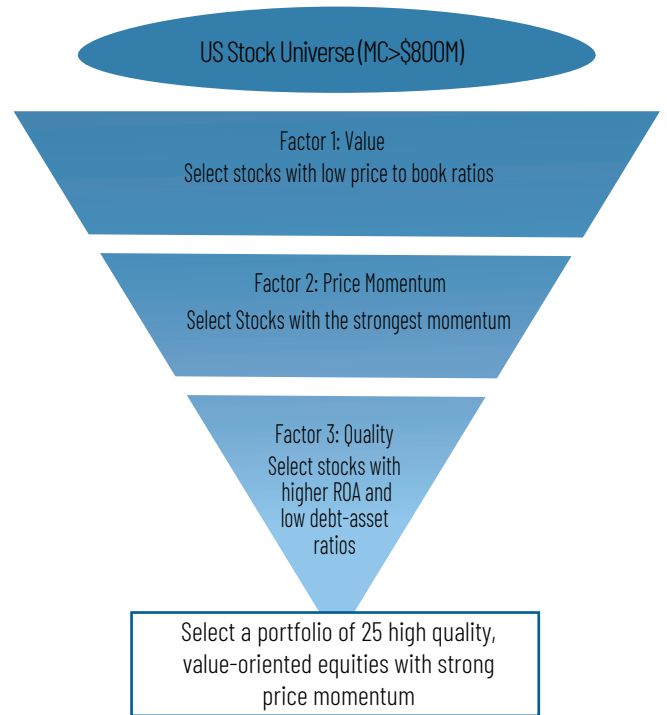 US Stock Universe (MC>$800M)
Factor 1: Value
Select stocks with low price to book ratios
Factor 2: Price Momentum
Select Stocks with the strongest momentum
Factor 3: Quality
Select stocks with
higher ROA and
low debt-asset
ratios
Select a portfolio of 25 high quality,
value-oriented equities with strong
price momentum